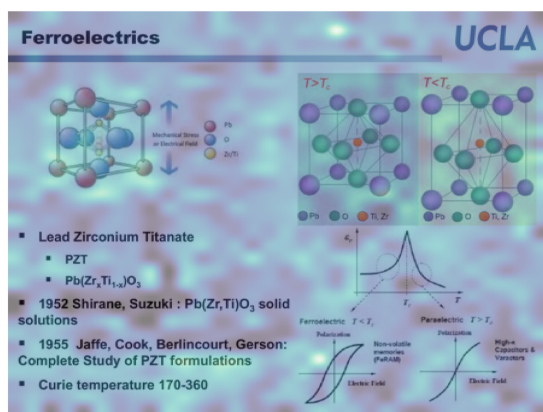 Ferroelectrics
UCLA
T>Tc
T<Tc
Mechanical Stress
or Electrical Field
Pb
O
Zr/Ti
Pb O Ti, Zr
Pb O Ti, Zr
▪ Lead Zirconium Titanate
▪ PZT
▪ Pb(ZrxTi1-x)O3
▪ 1952 Shirane, Suzuki : Pb(Zr,Ti)O3 solid
solutions
▪ 1955 Jaffe, Cook, Berlincourt, Gerson:
Complete Study of PZT formulations
▪ Curie temperature 170-360
εr
Tc
T
Ferroelectric T < Tc
Paraelectric T > Tc
Polarization
Non-volatile
memories
(FeRAM)
Electric Field
Polarization
High-κ
Capacitors &
Varactors
Electric Field